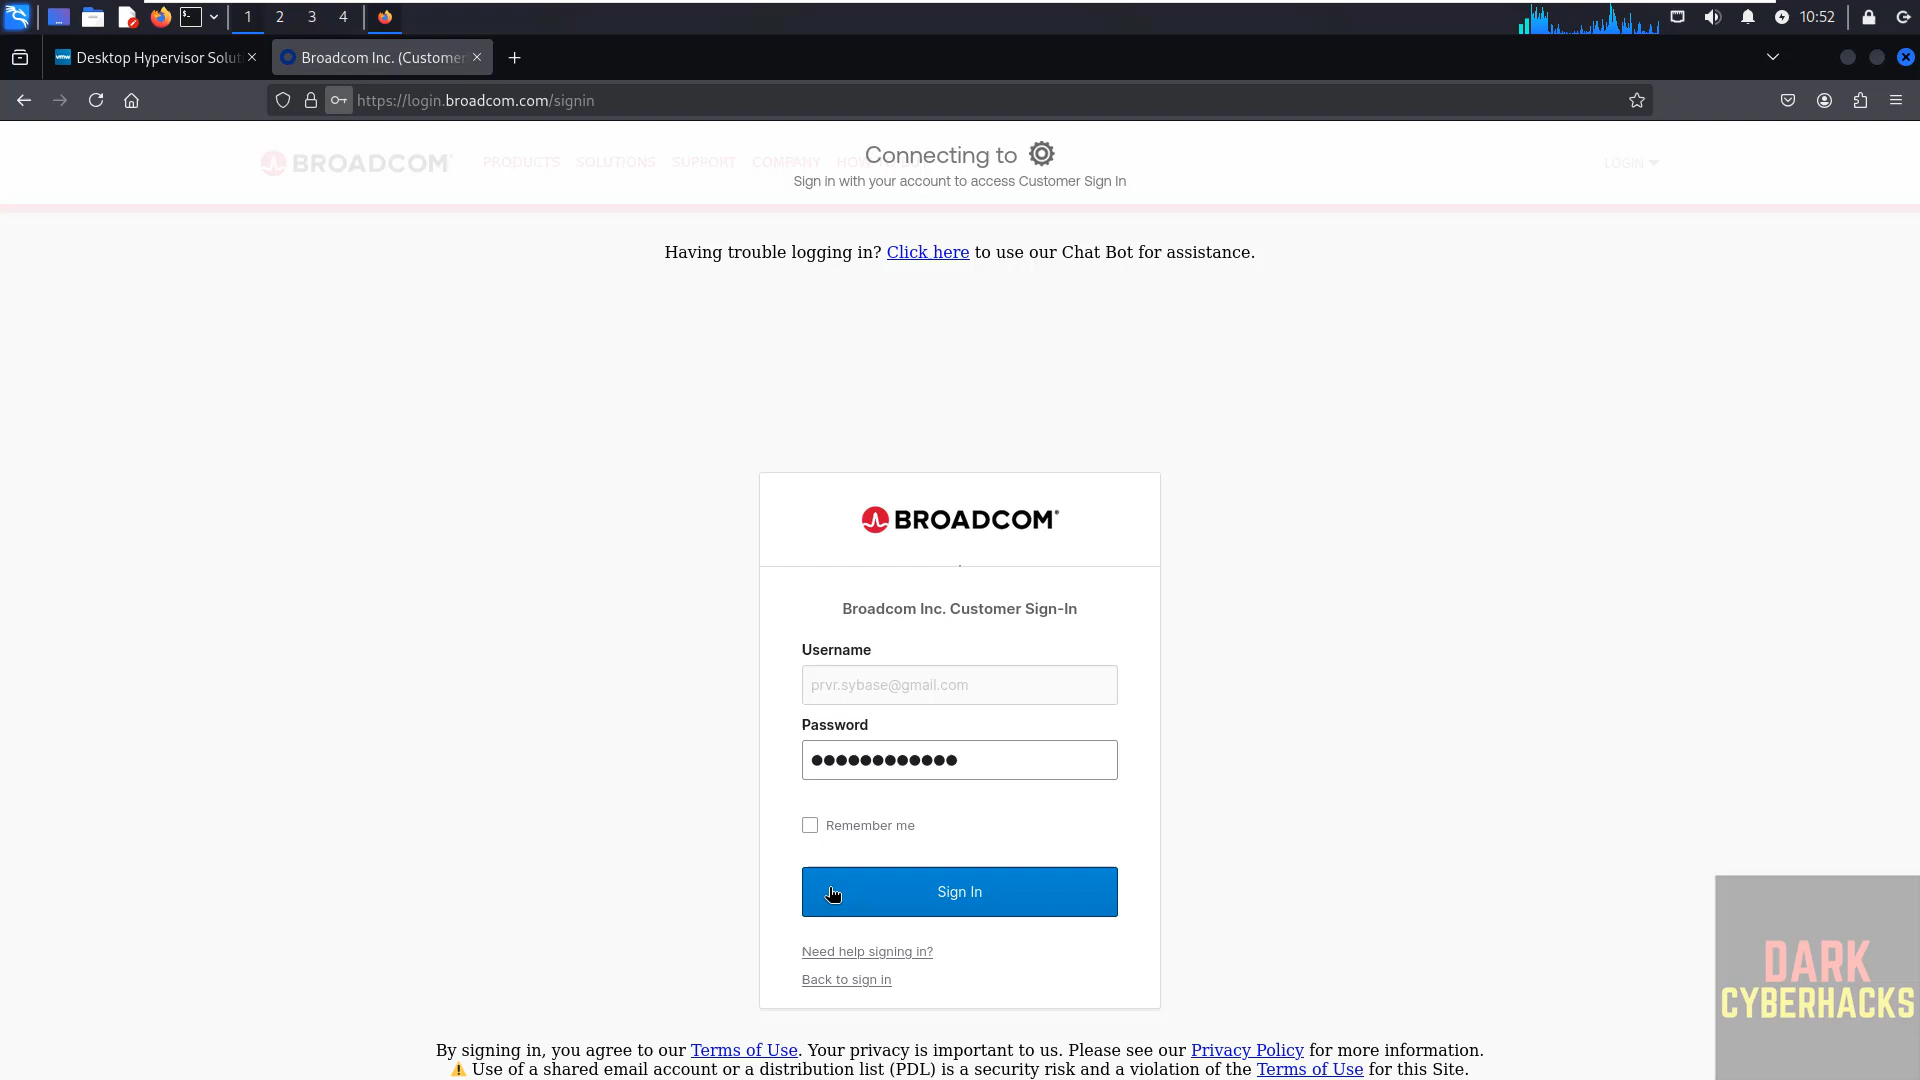 1 2 3 4 10:52
Desktop Hypervisor Solut
Broadcom Inc. (Customer
https://login.broadcom.com/signin
BROADCOM PRODUCTS SOLUTIONS SUPPORT COMPANY HOW LOGIN
Connecting to
Sign in with your account to access Customer Sign In
Having trouble logging in? Click here to use our Chat Bot for assistance.
BROADCOM
Broadcom Inc. Customer Sign-In
Username
prvr.sybase@gmail.com
Password
Remember me
Sign In
Need help signing in?
Back to sign in
DARK
CYBERHACKS
By signing in, you agree to our Terms of Use. Your privacy is important to us. Please see our Privacy Policy for more information.
⚠ Use of a shared email account or a distribution list (PDL) is a security risk and a violation of the Terms of Use for this Site.